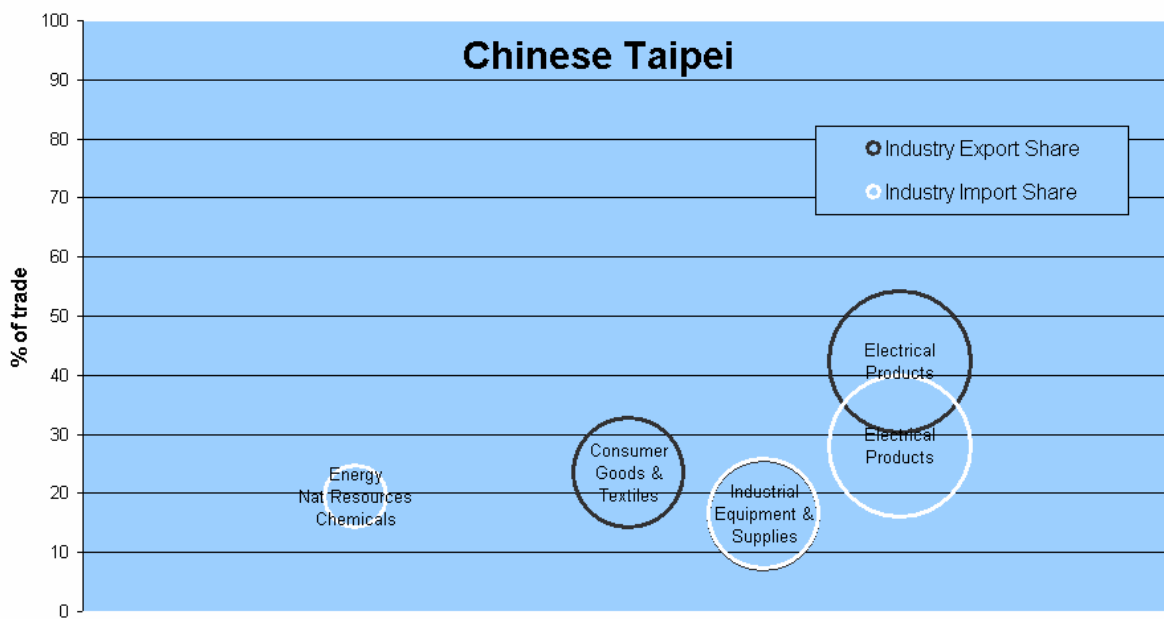 Chinese Taipei
Industry Export Share
Industry Import Share
% of trade
100
90
80
70
60
50
40
30
20
10
0
Energy
Nat Resources
Chemicals
Consumer
Goods &
Textiles
Industrial
Equipment &
Supplies
Electrical
Products
Electrical
Products